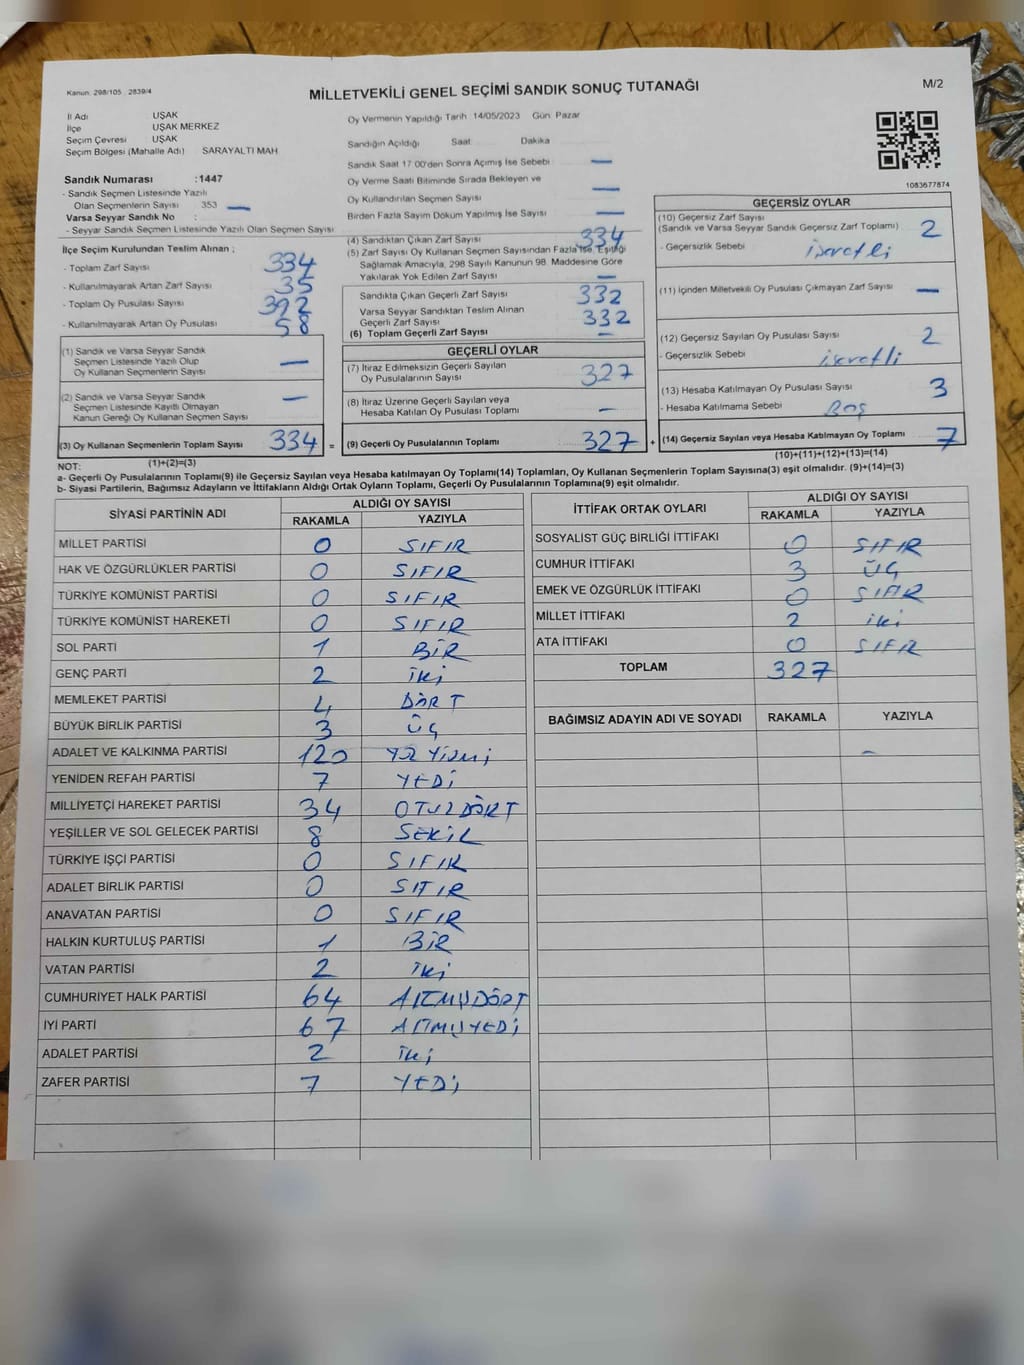 Kanun. 298/105 . 2839/4
MİLLETVEKİLİ GENEL SEÇİMİ SANDIK SONUÇ TUTANAĞI
M/2
İl Adı UŞAK
İlçe UŞAK MERKEZ
Seçim Çevresi UŞAK
Seçim Bölgesi (Mahalle Adı) SARAYALTI MAH
Sandık Numarası :1447
- Sandık Seçmen Listesinde Yazılı
Olan Seçmenlerin Sayısı 353 —
Varsa Seyyar Sandık No :
- Seyyar Sandık Seçmen Listesinde Yazılı Olan Seçmen Sayısı
Oy Vermenin Yapıldığı Tarih 14/05/2023 Gün Pazar
Sandığın Açıldığı Saat Dakika
Sandık Saat 17:00'den Sonra Açımış İse Sebebi —
Oy Verme Saati Bitiminde Sırada Bekleyen ve
Oy Kullandırılan Seçmen Sayısı —
Birden Fazla Sayım Döküm Yapılmış İse Sayısı —
1083677874
İlçe Seçim Kurulundan Teslim Alınan ;
- Toplam Zarf Sayısı 334
- Kullanılmayarak Artan Zarf Sayısı 35
- Toplam Oy Pusulası Sayısı 392
- Kullanılmayarak Artan Oy Pusulası 58
(1) Sandık ve Varsa Seyyar Sandık
Seçmen Listesinde Yazılı Olup
Oy Kullanan Seçmenlerin Sayısı —
(2) Sandık ve Varsa Seyyar Sandık
Seçmen Listesinde Kayıtlı Olmayan
Kanun Gereği Oy Kullanan Seçmen Sayısı —
(3) Oy Kullanan Seçmenlerin Toplam Sayısı 334 =
(1)+(2)=(3)
(4) Sandıktan Çıkan Zarf Sayısı 334
(5) Zarf Sayısı Oy Kullanan Seçmen Sayısından Fazla İse, Eşitliği
Sağlamak Amacıyla, 298 Sayılı Kanunun 98. Maddesine Göre
Yakılarak Yok Edilen Zarf Sayısı —
Sandıkta Çıkan Geçerli Zarf Sayısı 332
Varsa Seyyar Sandıktan Teslim Alınan
Geçerli Zarf Sayısı 332
(6) Toplam Geçerli Zarf Sayısı —
GEÇERLİ OYLAR
(7) İtiraz Edilmeksizin Geçerli Sayılan
Oy Pusulalarının Sayısı 327
(8) İtiraz Üzerine Geçerli Sayılan veya
Hesaba Katılan Oy Pusulası Toplamı —
(9) Geçerli Oy Pusulalarının Toplamı 327 +
GEÇERSİZ OYLAR
(10) Geçersiz Zarf Sayısı
(Sandık ve Varsa Seyyar Sandık Geçersiz Zarf Toplamı) 2
- Geçersizlik Sebebi işaretli
(11) İçinden Milletvekili Oy Pusulası Çıkmayan Zarf Sayısı —
(12) Geçersiz Sayılan Oy Pusulası Sayısı 2
- Geçersizlik Sebebi işaretli
(13) Hesaba Katılmayan Oy Pusulası Sayısı 3
- Hesaba Katılmama Sebebi Boş
(14) Geçersiz Sayılan veya Hesaba Katılmayan Oy Toplamı 7
(10)+(11)+(12)+(13)=(14)
NOT:
a- Geçerli Oy Pusulalarının Toplamı(9) ile Geçersiz Sayılan veya Hesaba katılmayan Oy Toplamı(14) Toplamları, Oy Kullanan Seçmenlerin Toplam Sayısına(3) eşit olmalıdır. (9)+(14)=(3)
b- Siyasi Partilerin, Bağımsız Adayların ve İttifakların Aldığı Ortak Oyların Toplamı, Geçerli Oy Pusulalarının Toplamına(9) eşit olmalıdır.
SİYASİ PARTİNİN ADI ALDIĞI OY SAYISI
RAKAMLA YAZIYLA
MİLLET PARTİSİ 0 SIFIR
HAK VE ÖZGÜRLÜKLER PARTİSİ 0 SIFIR
TÜRKİYE KOMÜNİST PARTİSİ 0 SIFIR
TÜRKİYE KOMÜNİST HAREKETİ 0 SIFIR
SOL PARTİ 1 BİR
GENÇ PARTİ 2 iki
MEMLEKET PARTİSİ 4 DÖRT
BÜYÜK BİRLİK PARTİSİ 3 ÜÇ
ADALET VE KALKINMA PARTİSİ 120
YENİDEN REFAH PARTİSİ 7 YEDİ
MİLLİYETÇİ HAREKET PARTİSİ 34 OTUZDÖRT
YEŞİLLER VE SOL GELECEK PARTİSİ 8 SEKİZ
TÜRKİYE İŞÇİ PARTİSİ 0 SIFIR
ADALET BİRLİK PARTİSİ 0 SIFIR
ANAVATAN PARTİSİ 0 SIFIR
HALKIN KURTULUŞ PARTİSİ 1 BİR
VATAN PARTİSİ 2 iki
CUMHURİYET HALK PARTİSİ 64 ALTMIŞDÖRT
İYİ PARTİ 67 ALTMIŞYEDİ
ADALET PARTİSİ 2 iki
ZAFER PARTİSİ 7 YEDİ
İTTİFAK ORTAK OYLARI ALDIĞI OY SAYISI
RAKAMLA YAZIYLA
SOSYALİST GÜÇ BİRLİĞİ İTTİFAKI 0 SIFIR
CUMHUR İTTİFAKI 3 ÜÇ
EMEK VE ÖZGÜRLÜK İTTİFAKI 0 SIFIR
MİLLET İTTİFAKI 2 iki
ATA İTTİFAKI 0 SIFIR
TOPLAM 327
BAĞIMSIZ ADAYIN ADI VE SOYADI RAKAMLA YAZIYLA
—